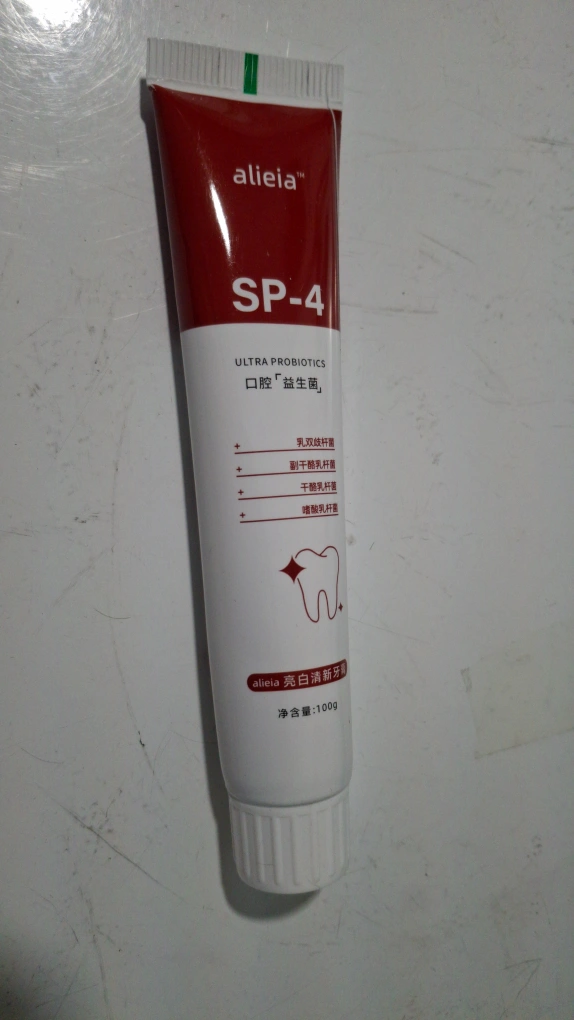 alieia™
SP-4
ULTRA PROBIOTICS
口腔「益生菌」
+ 乳双歧杆菌
+ 副干酪乳杆菌
+ 干酪乳杆菌
+ 嗜酸乳杆菌
alieia 亮白清新牙膏
净含量:100g